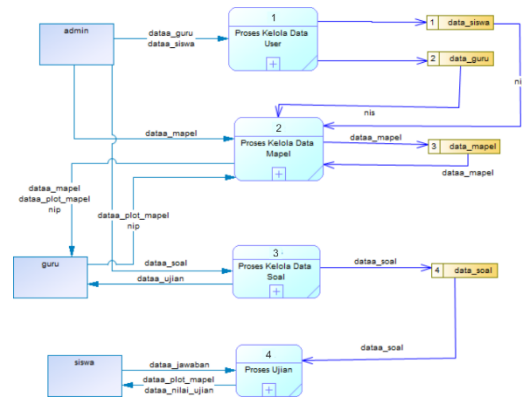 admin
dataa_guru
dataa_siswa
1
Proses Kelola Data
User
1 data_siswa
2 data_guru
ni
nis
dataa_mapel
2
Proses Kelola Data
Mapel
dataa_mapel
3 data_mapel
dataa_mapel
dataa_mapel
dataa_plot_mapel
nip
dataa_plot_mapel
nip
guru
dataa_soal
dataa_ujian
3
Proses Kelola Data
Soal
dataa_soal
4 data_soal
dataa_soal
siswa
dataa_jawaban
dataa_plot_mapel
dataa_nilai_ujian
4
Proses Ujian